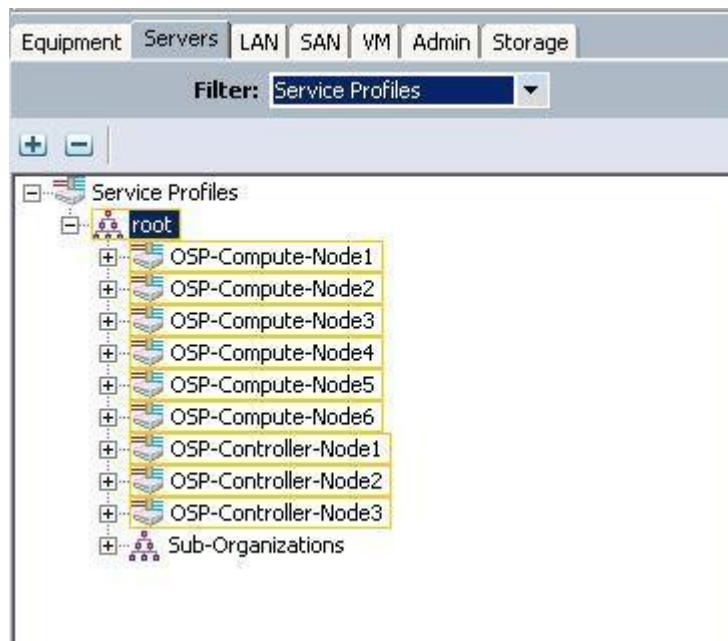 Equipment Servers LAN SAN VM Admin Storage
Filter: Service Profiles
Service Profiles
root
OSP-Compute-Node1
OSP-Compute-Node2
OSP-Compute-Node3
OSP-Compute-Node4
OSP-Compute-Node5
OSP-Compute-Node6
OSP-Controller-Node1
OSP-Controller-Node2
OSP-Controller-Node3
Sub-Organizations